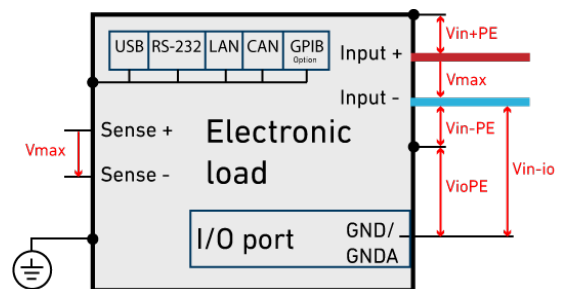 USB RS-232 LAN CAN GPIB
Option
Input +
Input -
Vin+PE
Vmax
Vin-PE
Vin-io
VioPE
Sense +
Sense -
Vmax
Electronic
load
I/O port
GND/
GNDA